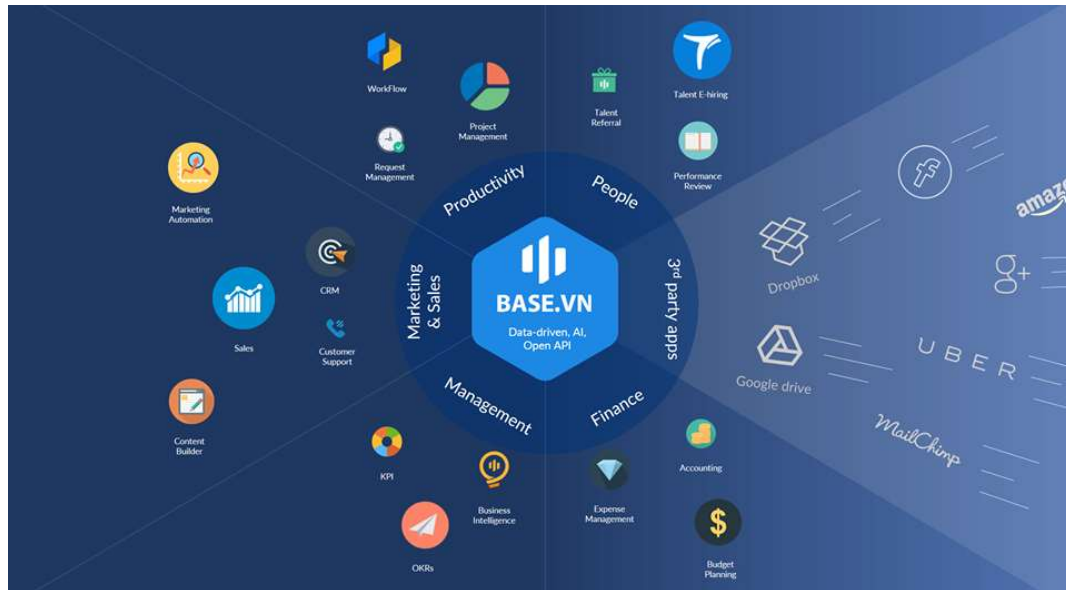 WorkFlow
Project
Management
Request
Management
Talent
Referral
Talent E-hiring
Performance
Review
Marketing
Automation
CRM
Sales
Customer
Support
Content
Builder
Productivity
People
Marketing
& Sales
3rd party apps
Management
Finance
BASE.VN
Data-driven, AI,
Open API
Dropbox
Google drive
f
amazo
g+
UBER
MailChimp
KPI
OKRs
Business
Intelligence
Expense
Management
Accounting
$
Budget
Planning